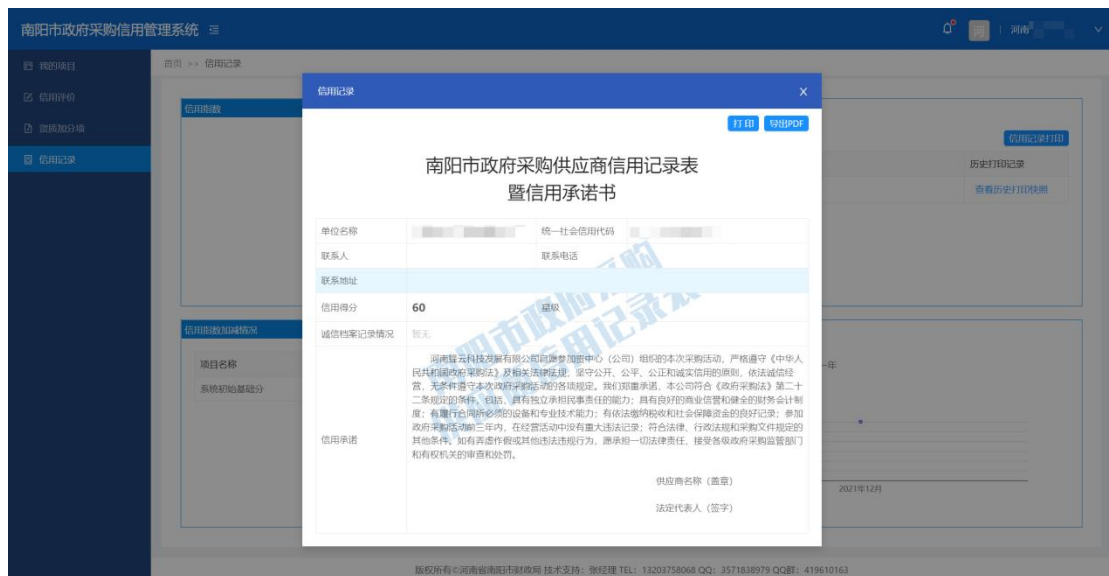 南阳市政府采购信用管理系统
河南
我的项目
信用评价
资质加分项
信用记录
首页 >> 信用记录
信用指数
信用记录打印
历史打印记录
查看历史打印快照
信用记录
打印 导出PDF
南阳市政府采购供应商信用记录表
暨信用承诺书
单位名称 统一社会信用代码
联系人 联系电话
联系地址
信用得分 60 星级
诚信档案记录情况 暂无
信用承诺
河南锰云科技发展有限公司自愿参加贵中心（公司）组织的本次采购活动，严格遵守《中华人
民共和国政府采购法》及相关法律法规，坚守公开、公平、公正和诚实信用的原则，依法诚信经
营，无条件遵守本次政府采购活动的各项规定。我们郑重承诺，本公司符合《政府采购法》第二十
二条规定的条件，包括：具有独立承担民事责任的能力；具有良好的商业信誉和健全的财务会计制
度；有履行合同所必须的设备和专业技术能力；有依法缴纳税收和社会保障资金的良好记录；参加
政府采购活动前三年内，在经营活动中没有重大违法记录；符合法律、行政法规和采购文件规定的
其他条件。如有弄虚作假或其他违法违规行为，愿承担一切法律责任，接受各级政府采购监管部门
和有权机关的审查和处罚。
供应商名称（盖章）
法定代表人（签字）
南阳市政府采购
信用记录表
信用指数加减情况
项目名称
系统初始基础分
年
2021年12月
版权所有©河南省南阳市财政局 技术支持：张经理 TEL：13203758068 QQ：3571838979 QQ群：419610163